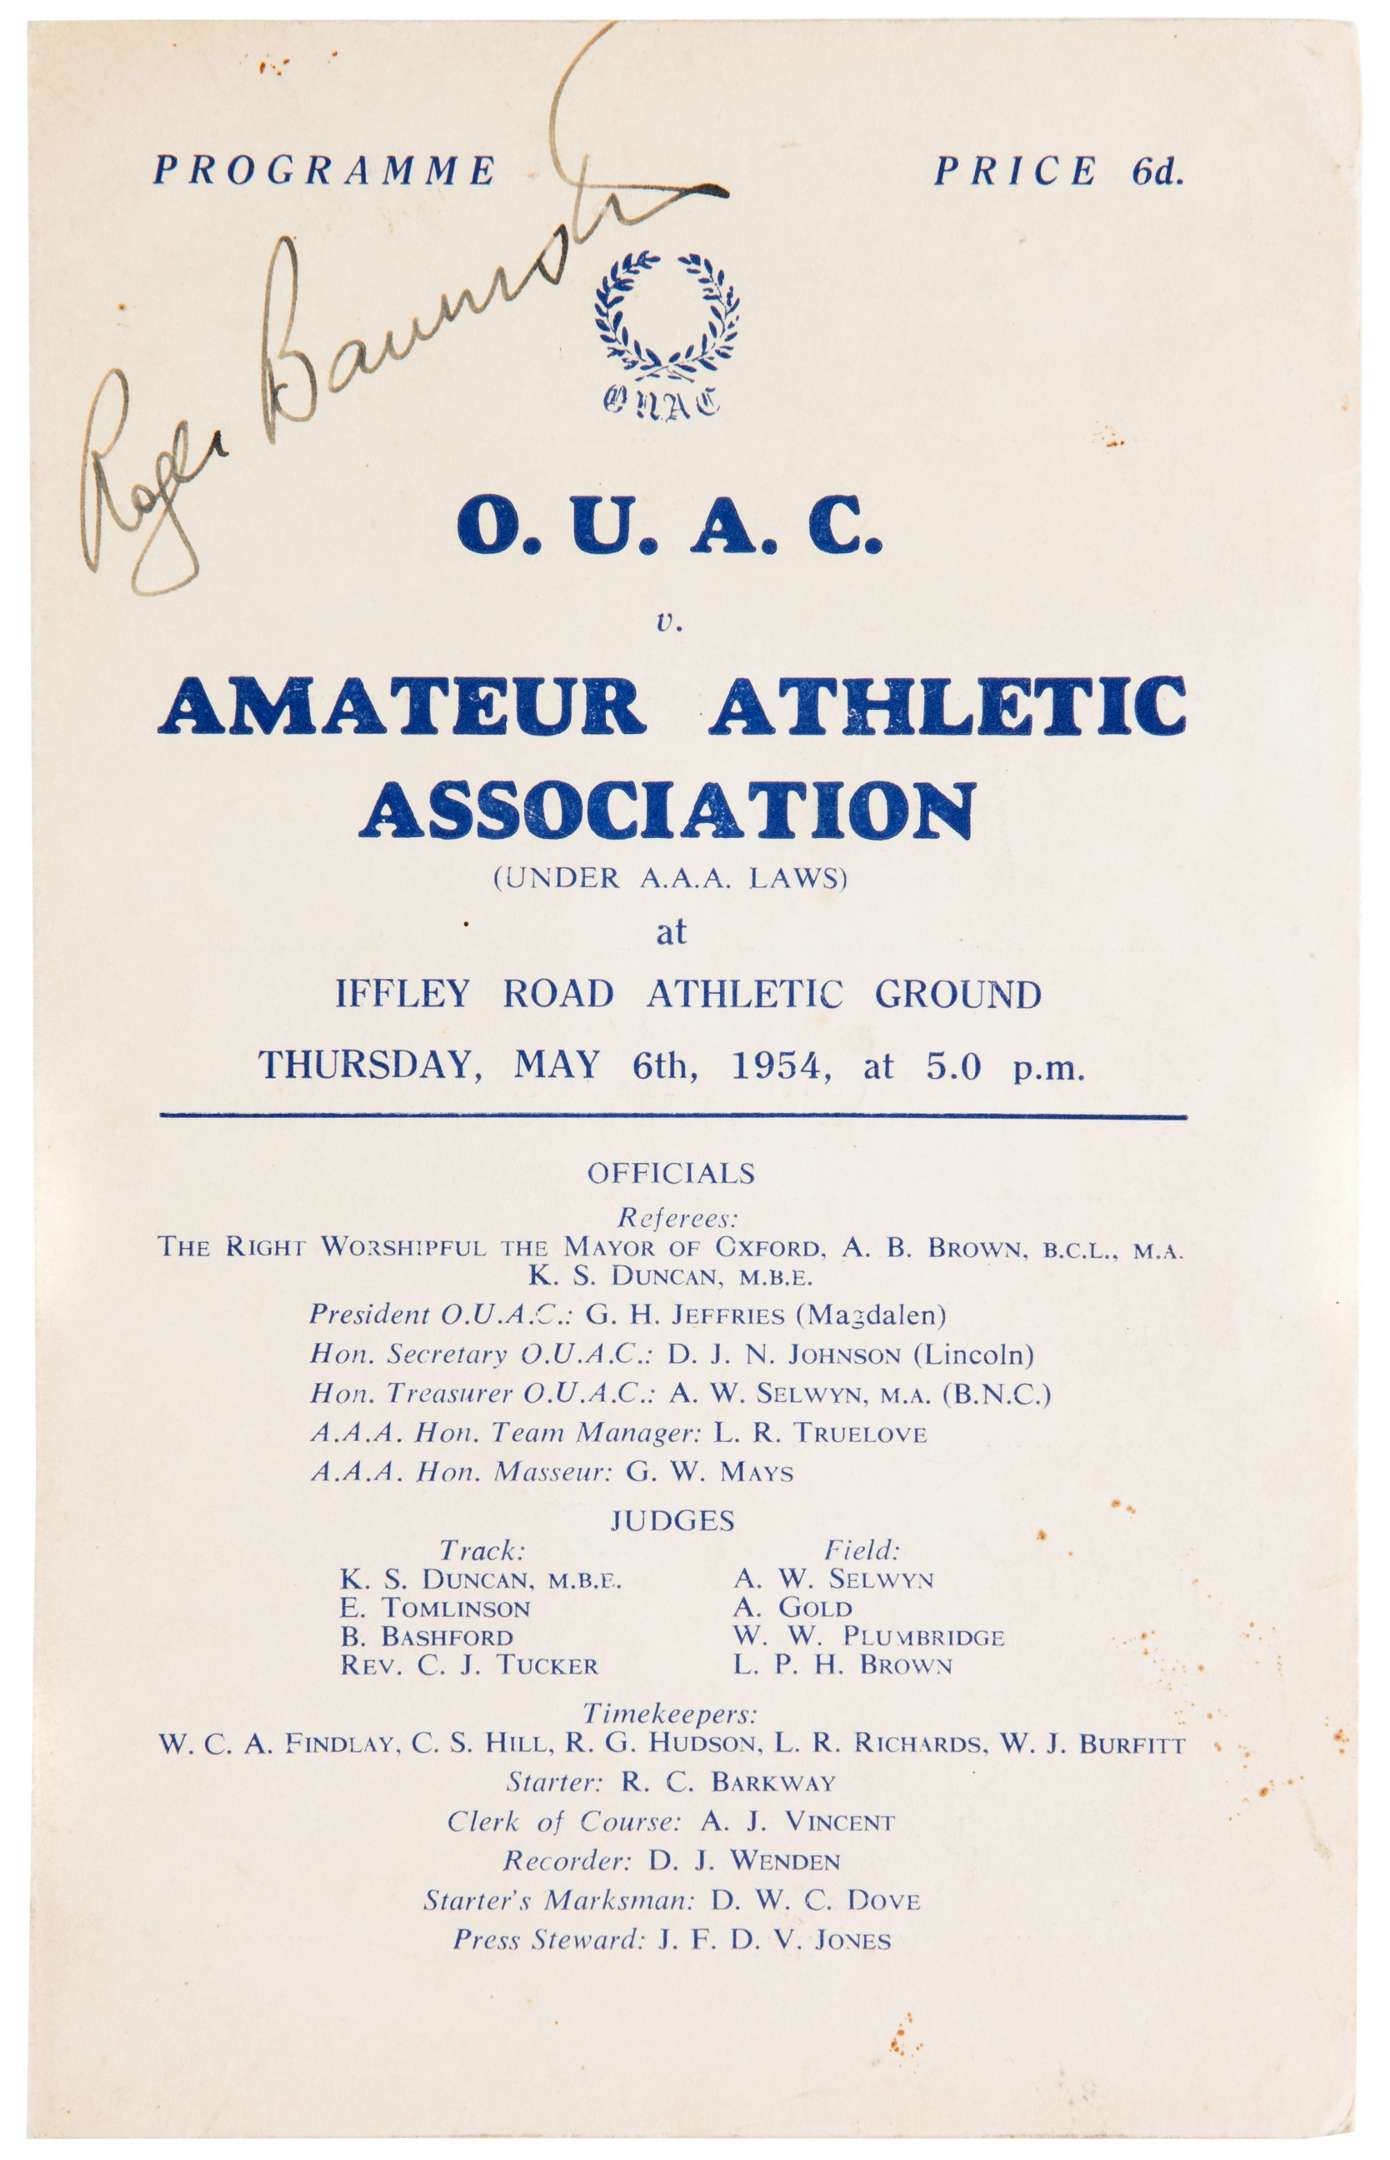 PROGRAMME PRICE 6d.
Roger Bannister
OUAC
O. U. A. C.
v.
AMATEUR ATHLETIC
ASSOCIATION
(UNDER A.A.A. LAWS)
at
IFFLEY ROAD ATHLETIC GROUND
THURSDAY, MAY 6th, 1954, at 5.0 p.m.
OFFICIALS
Referees:
THE RIGHT WORSHIPFUL THE MAYOR OF OXFORD, A. B. BROWN, B.C.L., M.A.
K. S. DUNCAN, M.B.E.
President O.U.A.C.: G. H. JEFFRIES (Magdalen)
Hon. Secretary O.U.A.C.: D. J. N. JOHNSON (Lincoln)
Hon. Treasurer O.U.A.C.: A. W. SELWYN, M.A. (B.N.C.)
A.A.A. Hon. Team Manager: L. R. TRUELOVE
A.A.A. Hon. Masseur: G. W. MAYS
JUDGES
Track: Field:
K. S. DUNCAN, M.B.E. A. W. SELWYN
E. TOMLINSON A. GOLD
B. BASHFORD W. W. PLUMBRIDGE
REV. C. J. TUCKER L. P. H. BROWN
Timekeepers:
W. C. A. FINDLAY, C. S. HILL, R. G. HUDSON, L. R. RICHARDS, W. J. BURFITT
Starter: R. C. BARKWAY
Clerk of Course: A. J. VINCENT
Recorder: D. J. WENDEN
Starter's Marksman: D. W. C. DOVE
Press Steward: J. F. D. V. JONES